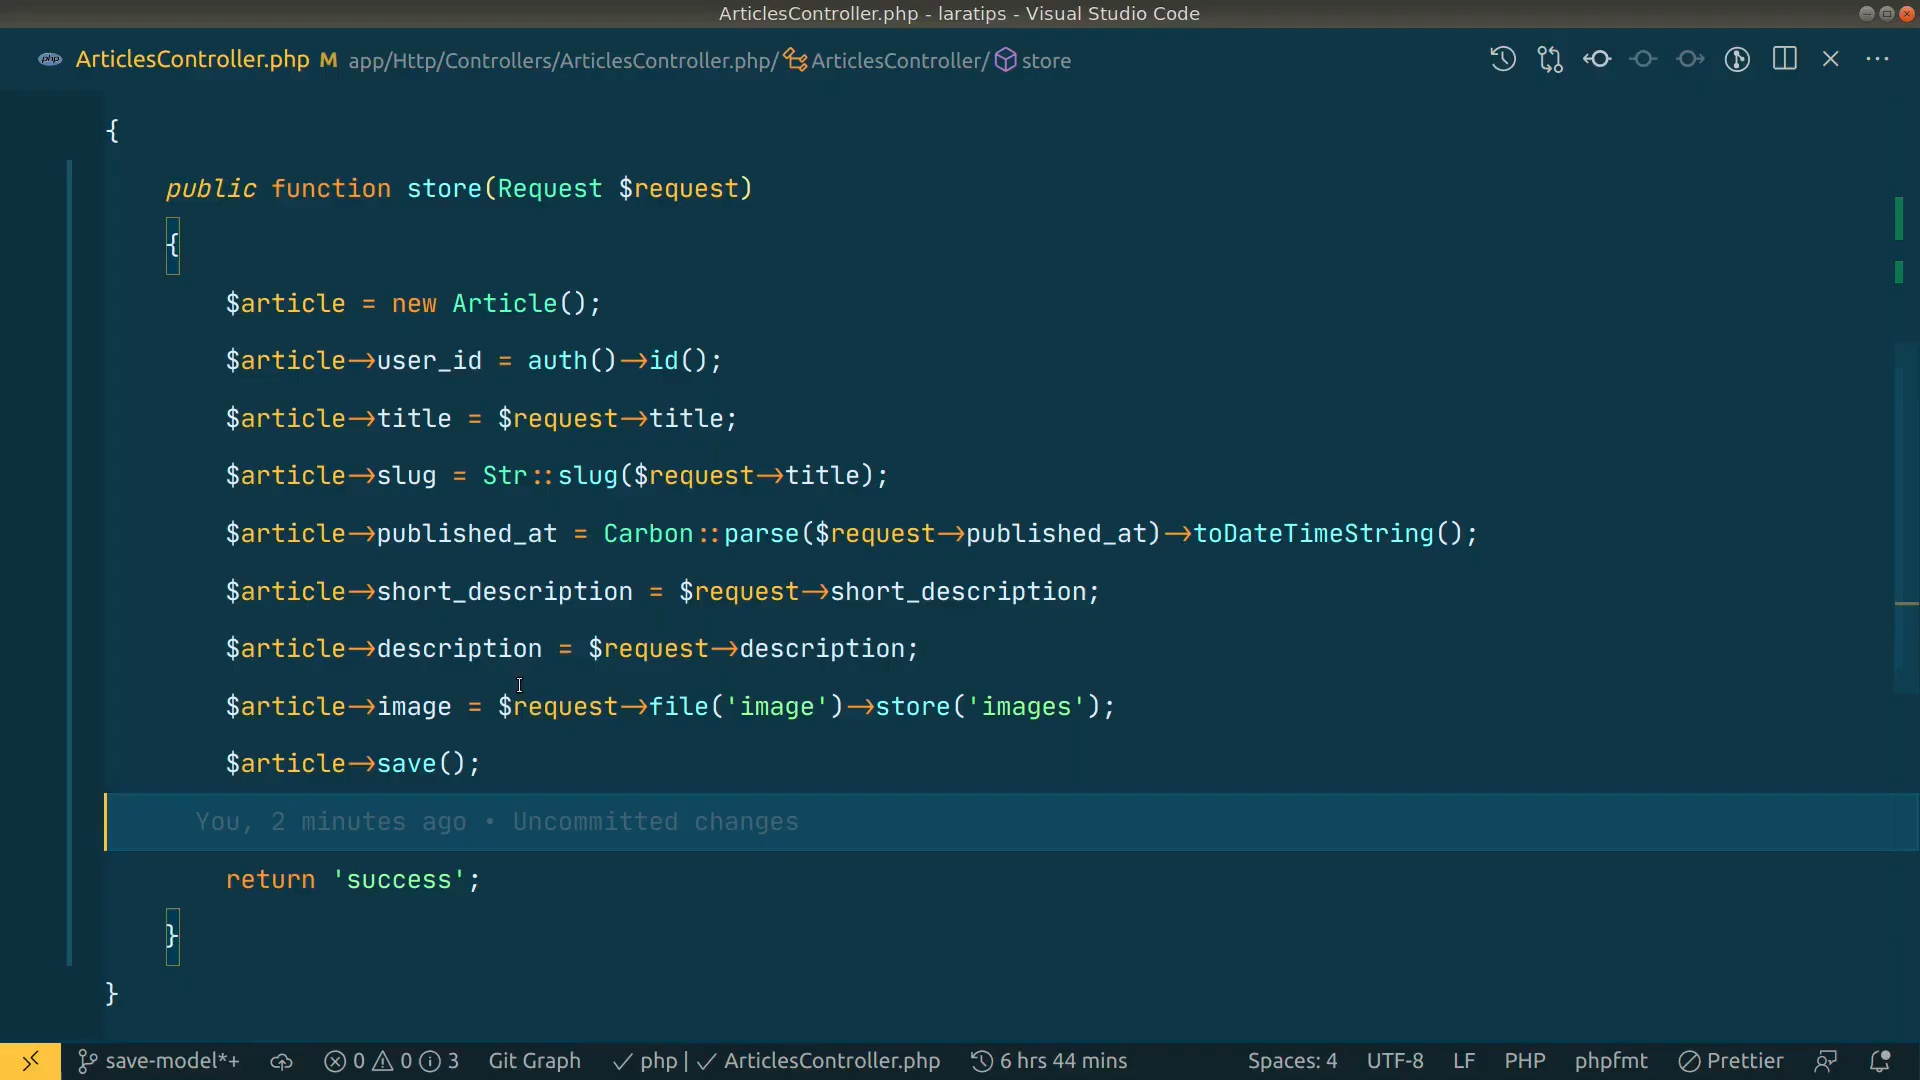 ArticlesController.php - laratips - Visual Studio Code
php ArticlesController.php M app/Http/Controllers/ArticlesController.php/ ArticlesController/ store
{
public function store(Request $request)
{
$article = new Article();
$article->user_id = auth()->id();
$article->title = $request->title;
$article->slug = Str::slug($request->title);
$article->published_at = Carbon::parse($request->published_at)->toDateTimeString();
$article->short_description = $request->short_description;
$article->description = $request->description;
$article->image = $request->file('image')->store('images');
$article->save();
You, 2 minutes ago • Uncommitted changes
return 'success';
}
}
save-model*+ 0 0 3 Git Graph ✓ php | ✓ ArticlesController.php 6 hrs 44 mins Spaces: 4 UTF-8 LF PHP phpfmt Prettier